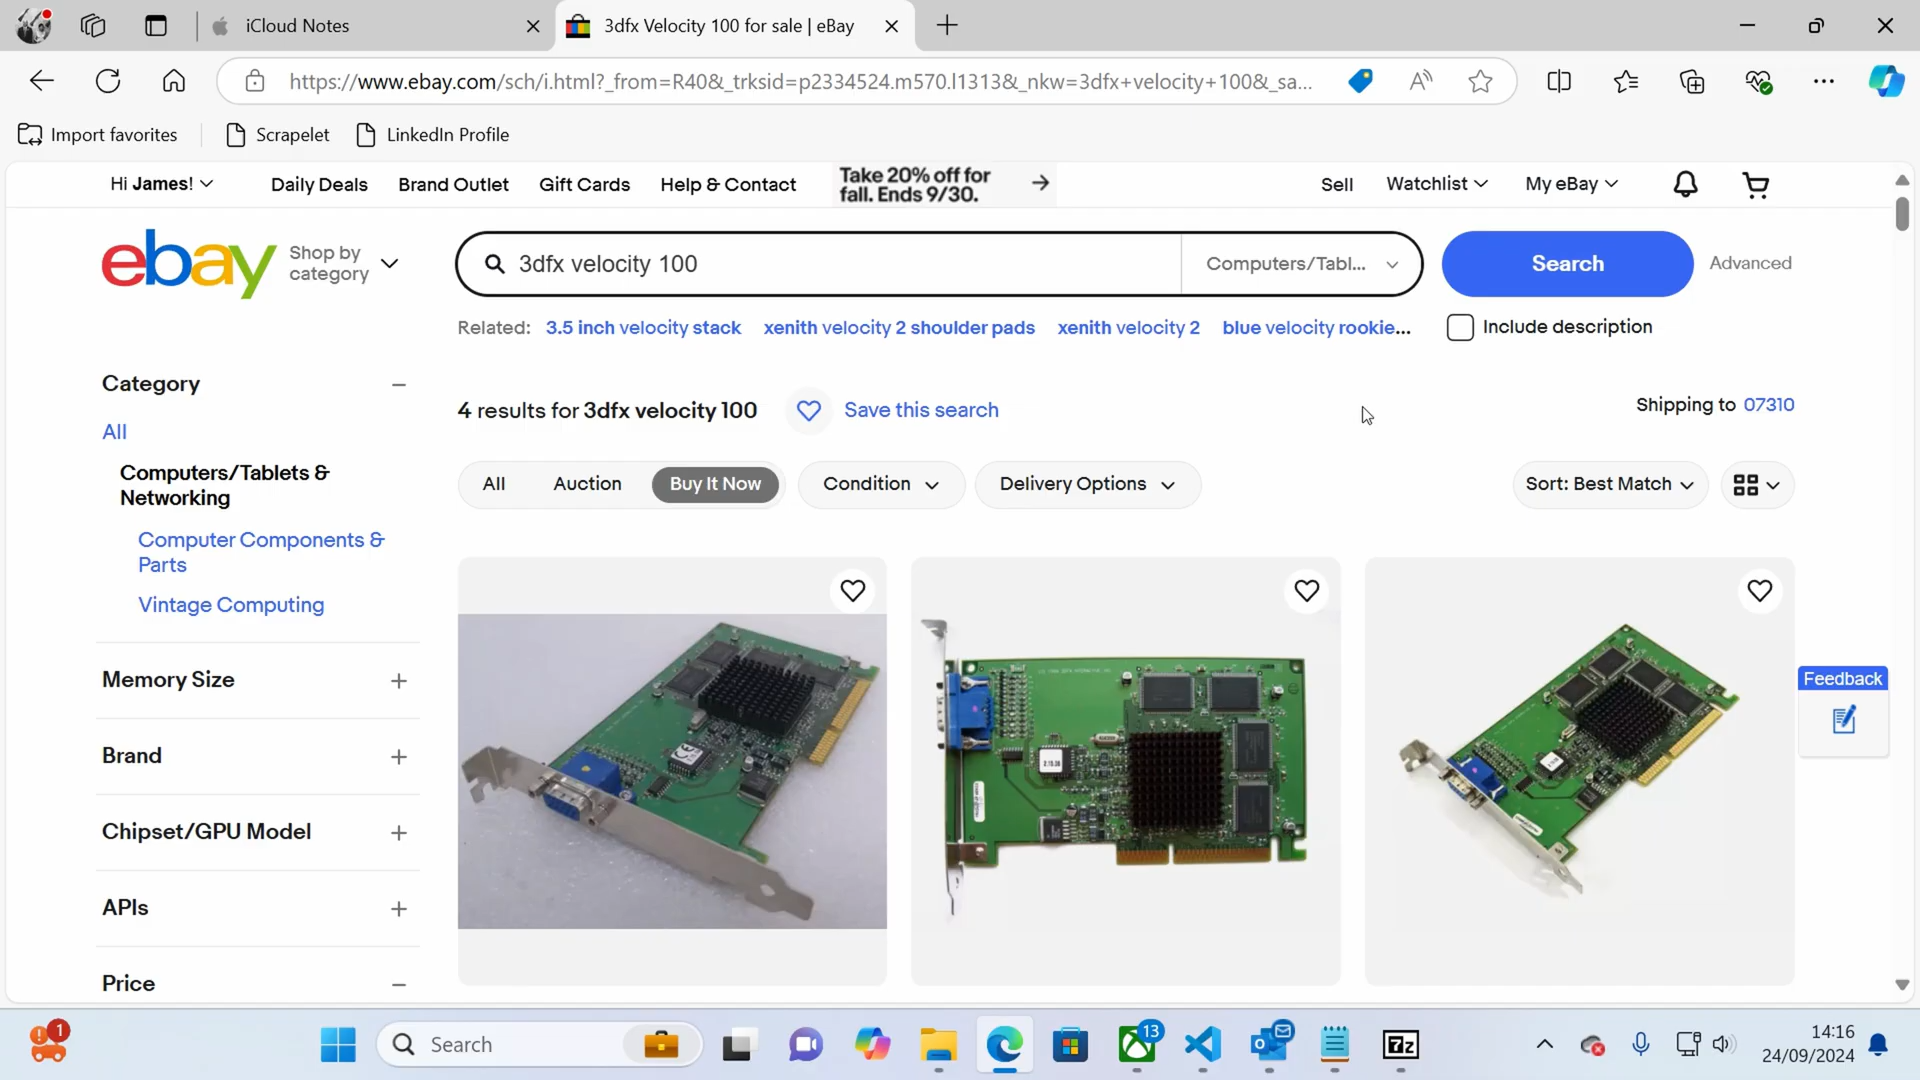 iCloud Notes
3dfx Velocity 100 for sale | eBay
https://www.ebay.com/sch/i.html?_from=R40&_trksid=p2334524.m570.l1313&_nkw=3dfx+velocity+100&_sa...
Import favorites
Scrapelet
LinkedIn Profile
Hi James!
Daily Deals
Brand Outlet
Gift Cards
Help & Contact
Take 20% off for
fall. Ends 9/30.
Sell
Watchlist
My eBay
ebay
Shop by
category
3dfx velocity 100
Computers/Tabl...
Search
Advanced
Related:
3.5 inch velocity stack
xenith velocity 2 shoulder pads
xenith velocity 2
blue velocity rookie...
Include description
Category
All
Computers/Tablets &
Networking
Computer Components &
Parts
Vintage Computing
Memory Size
Brand
Chipset/GPU Model
APIs
Price
4 results for 3dfx velocity 100
Save this search
Shipping to 07310
All
Auction
Buy It Now
Condition
Delivery Options
Sort: Best Match
Feedback
1
Search
13
7z
14:16
24/09/2024